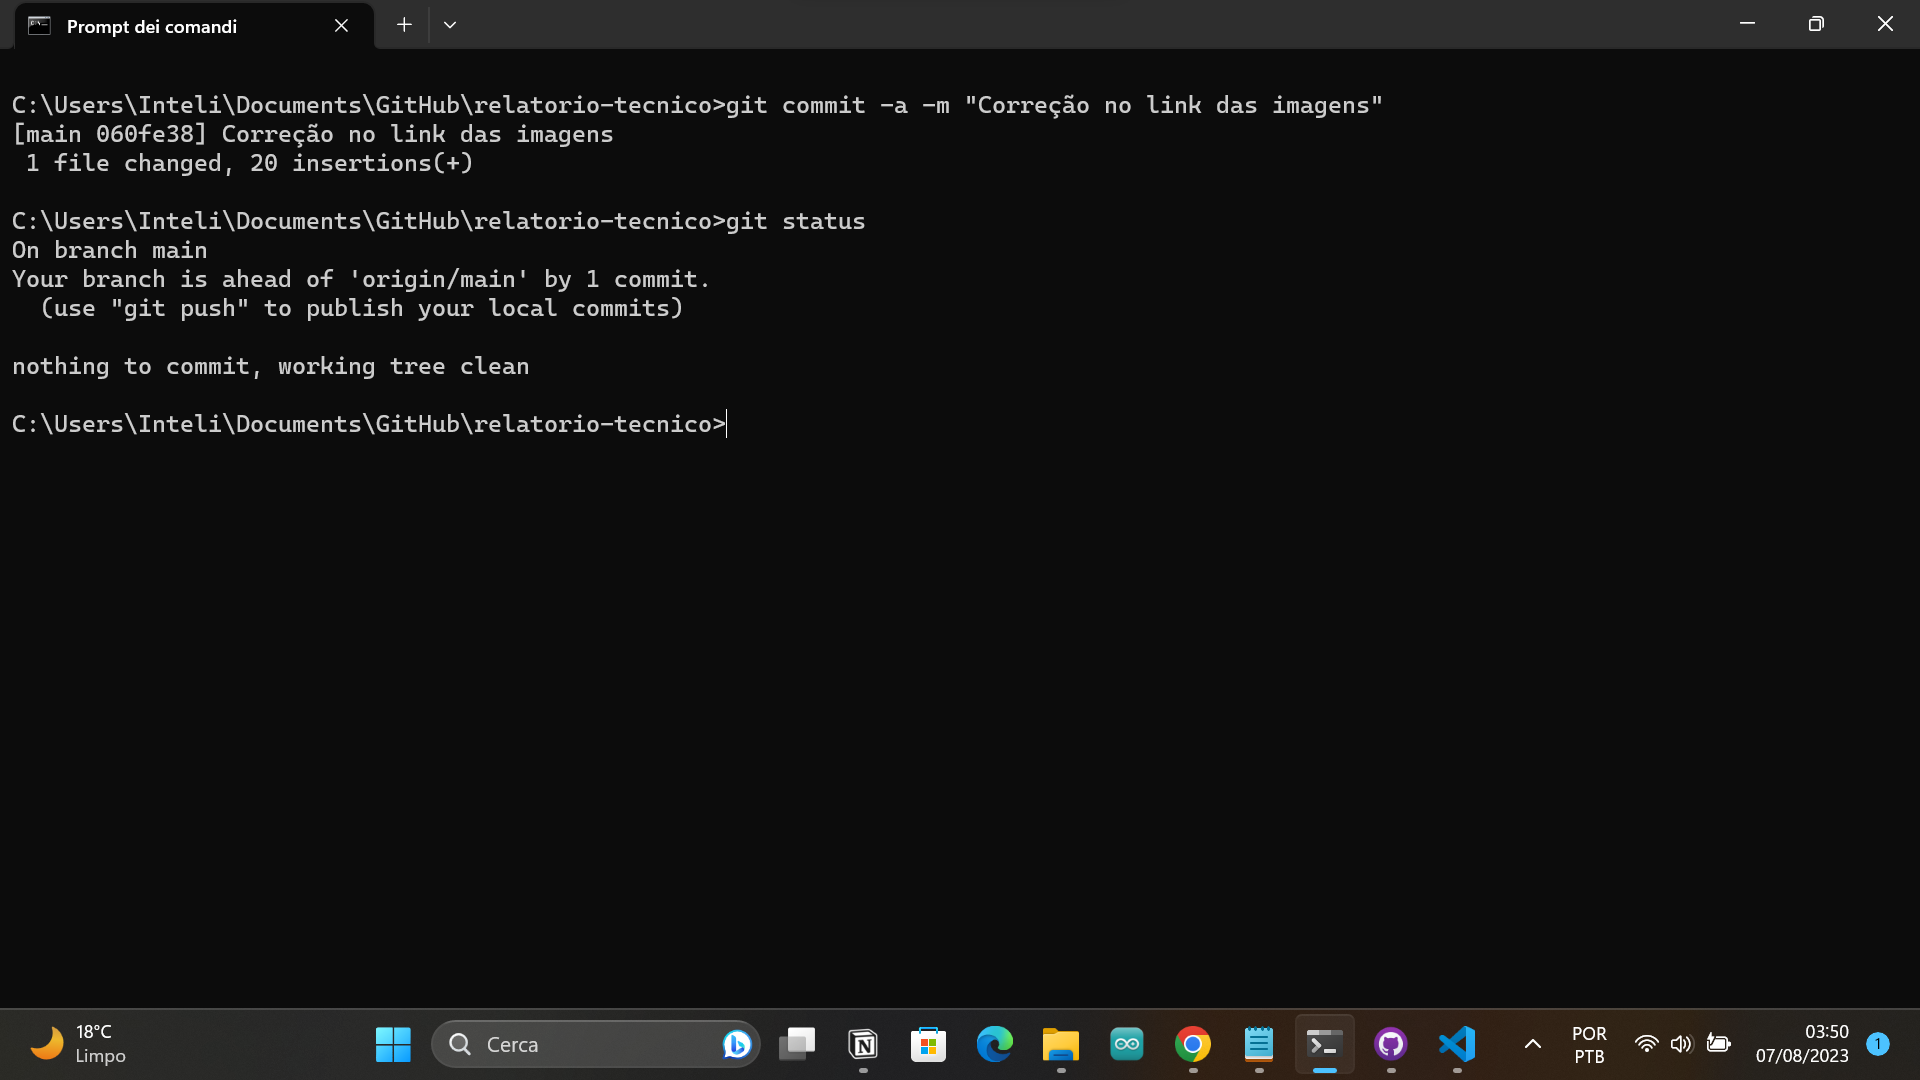 Prompt dei comandi
C:\Users\Inteli\Documents\GitHub\relatorio-tecnico>git commit -a -m "Correção no link das imagens"
[main 060fe38] Correção no link das imagens
 1 file changed, 20 insertions(+)
C:\Users\Inteli\Documents\GitHub\relatorio-tecnico>git status
On branch main
Your branch is ahead of 'origin/main' by 1 commit.
  (use "git push" to publish your local commits)
nothing to commit, working tree clean
C:\Users\Inteli\Documents\GitHub\relatorio-tecnico>
18°C
Limpo
Cerca
POR
PTB
03:50
07/08/2023
1